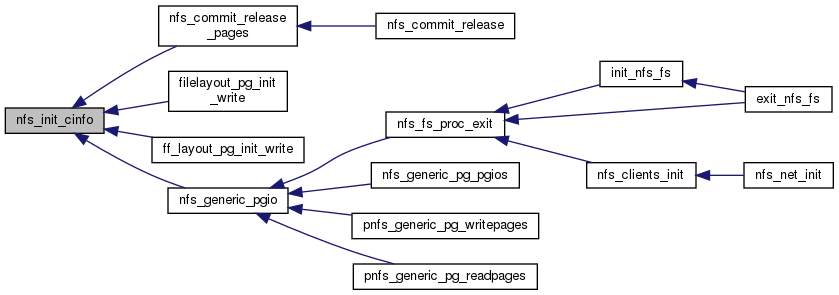 nfs_commit_release
_pages
nfs_commit_release
filelayout_pg_init
_write
init_nfs_fs
exit_nfs_fs
nfs_init_cinfo
nfs_fs_proc_exit
ff_layout_pg_init_write
nfs_generic_pg_pgios
nfs_clients_init
nfs_net_init
nfs_generic_pgio
pnfs_generic_pg_writepages
pnfs_generic_pg_readpages